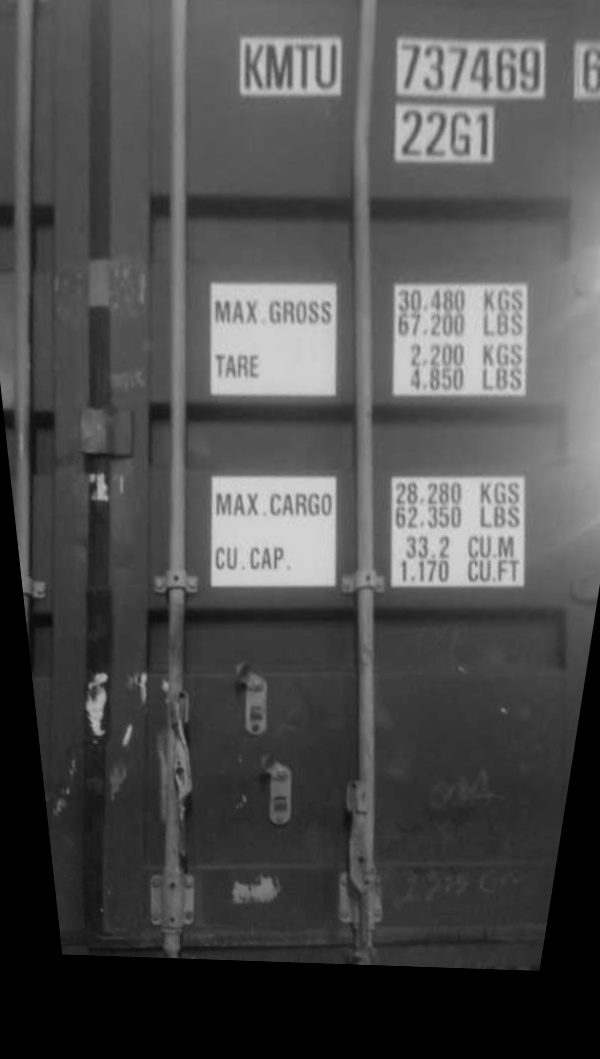 KMTU 737469 6
22G1
MAX.GROSS 30.480 KGS
67.200 LBS
TARE 2.200 KGS
4.850 LBS
MAX.CARGO 28.280 KGS
62.350 LBS
CU.CAP. 33.2 CU.M
1.170 CU.FT